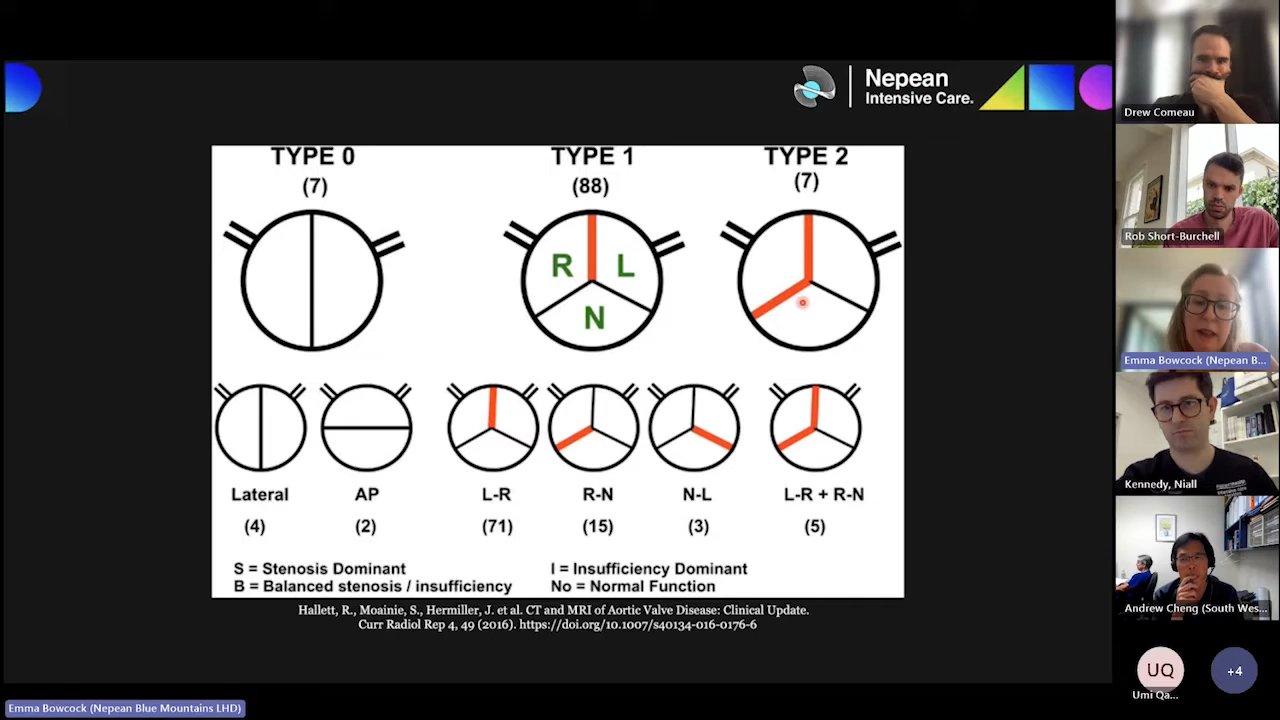 Nepean
Intensive Care.
TYPE 0
(7)
TYPE 1
(88)
TYPE 2
(7)
R
L
N
Lateral
(4)
AP
(2)
L-R
(71)
R-N
(15)
N-L
(3)
L-R + R-N
(5)
S = Stenosis Dominant
B = Balanced stenosis / insufficiency
I = Insufficiency Dominant
No = Normal Function
Hallett, R., Moainie, S., Hermiller, J. et al. CT and MRI of Aortic Valve Disease: Clinical Update.
Curr Radiol Rep 4, 49 (2016). https://doi.org/10.1007/s40134-016-0176-6
Emma Bowcock (Nepean Blue Mountains LHD)
Drew Comeau
Rob Short-Burchell
Emma Bowcock (Nepean B...
Kennedy, Niall
Andrew Cheng (South Wes...
UQ
Umi Qa...
+4